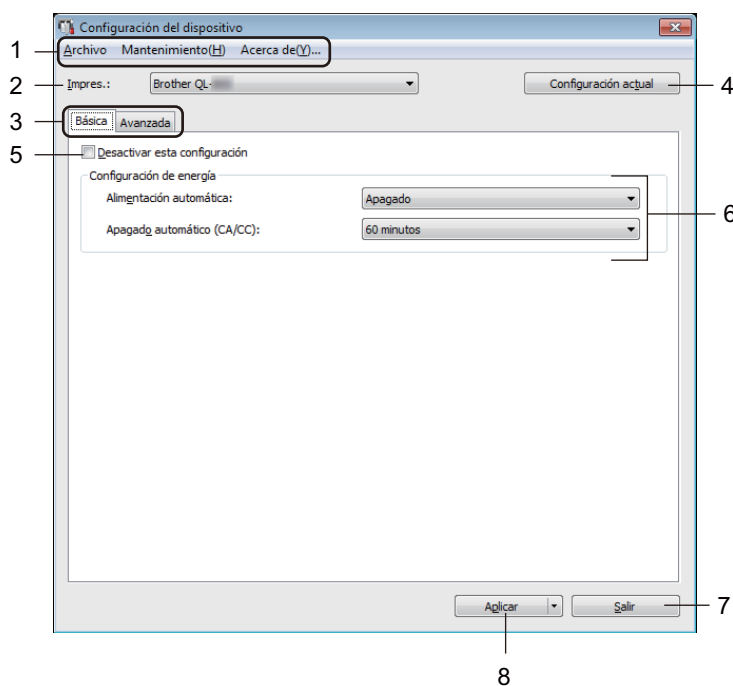 Configuración del dispositivo
1 Archivo Mantenimiento(H) Acerca de(Y)...
2 Impres.: Brother QL- Configuración actual 4
3 Básica Avanzada
5 Desactivar esta configuración
Configuración de energía
Alimentación automática: Apagado
6
Apagado automático (CA/CC): 60 minutos
Aplicar Salir 7
8